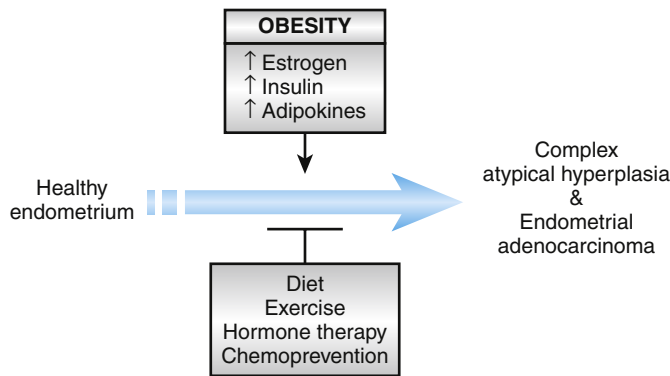 OBESITY
↑ Estrogen
↑ Insulin
↑ Adipokines
Healthy
endometrium
Complex
atypical hyperplasia
&
Endometrial
adenocarcinoma
Diet
Exercise
Hormone therapy
Chemoprevention